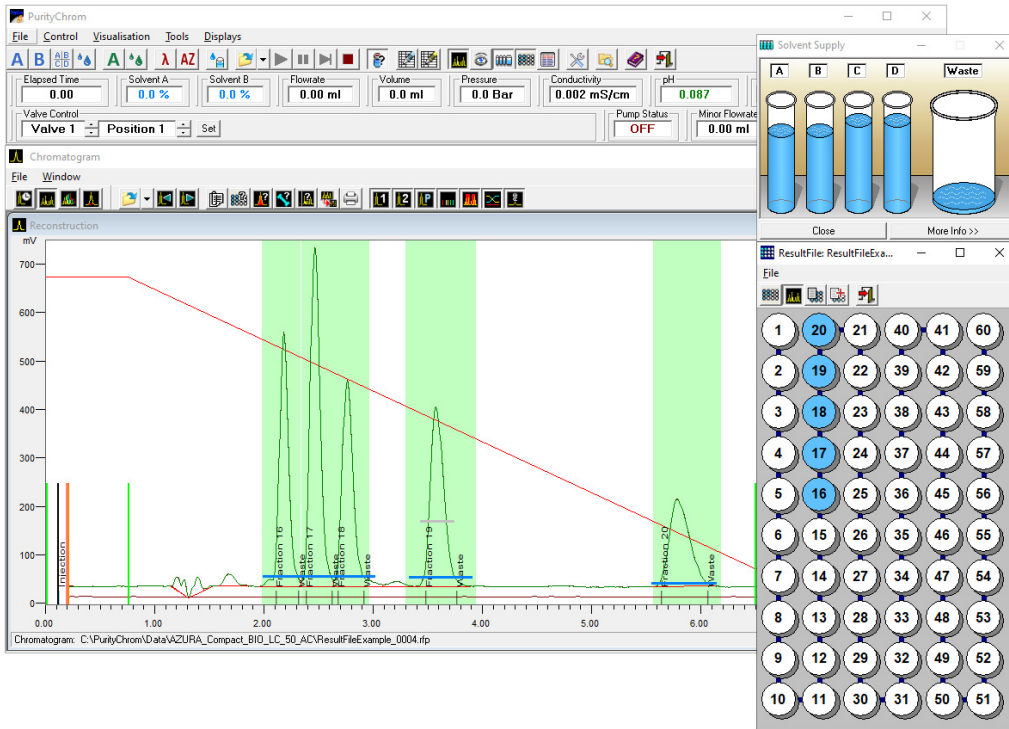 PurityChrom
File Control Visualisation Tools Displays
A B A|B C|D A λ AZ
Elapsed Time Solvent A Solvent B Flowrate Volume Pressure Conductivity pH
0.00 0.0 % 0.0 % 0.00 ml 0.0 ml 0.0 Bar 0.002 mS/cm 0.087
Valve Control Pump Status Minor Flowrate
Valve 1 Position 1 Set OFF 0.00 ml
Chromatogram
File Window
Reconstruction
mV
700
600
500
400
300
200
100
0
Injection
Fraction 16
Waste
Fraction 17
Waste
Fraction 18
Waste
Fraction 19
Waste
Fraction 20
Waste
0.00 1.00 2.00 3.00 4.00 5.00 6.00
Chromatogram: C:\PurityChrom\Data\AZURA_Compact_BIO_LC_50_AC\ResultFileExample_0004.rfp
Solvent Supply
A B C D Waste
Close More Info >>
ResultFile: ResultFileExa...
File
1 20 21 40 41 60
2 19 22 39 42 59
3 18 23 38 43 58
4 17 24 37 44 57
5 16 25 36 45 56
6 15 26 35 46 55
7 14 27 34 47 54
8 13 28 33 48 53
9 12 29 32 49 52
10 11 30 31 50 51